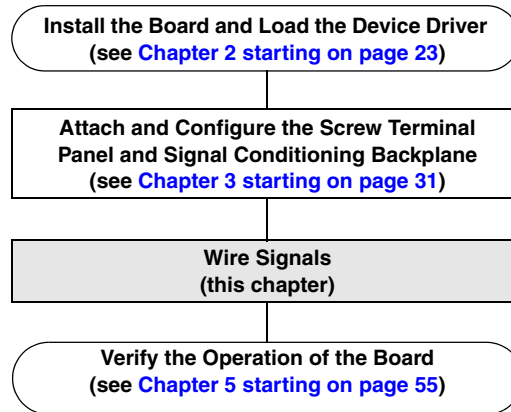 Install the Board and Load the Device Driver
(see Chapter 2 starting on page 23)
Attach and Configure the Screw Terminal
Panel and Signal Conditioning Backplane
(see Chapter 3 starting on page 31)
Wire Signals
(this chapter)
Verify the Operation of the Board
(see Chapter 5 starting on page 55)